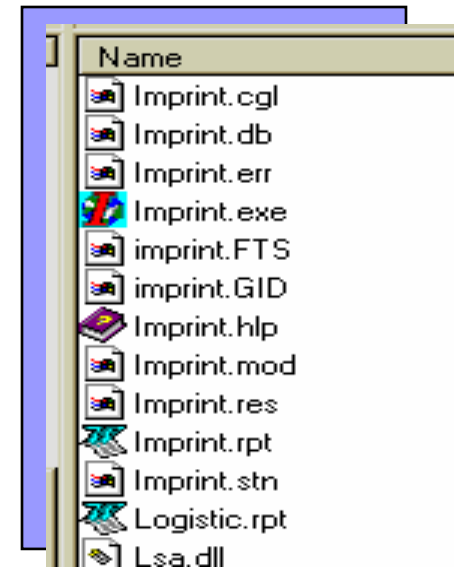 Name
Imprint.cgl
Imprint.db
Imprint.err
Imprint.exe
imprint.FTS
imprint.GID
Imprint.hlp
Imprint.mod
Imprint.res
Imprint.rpt
Imprint.stn
Logistic.rpt
Lsa.dll